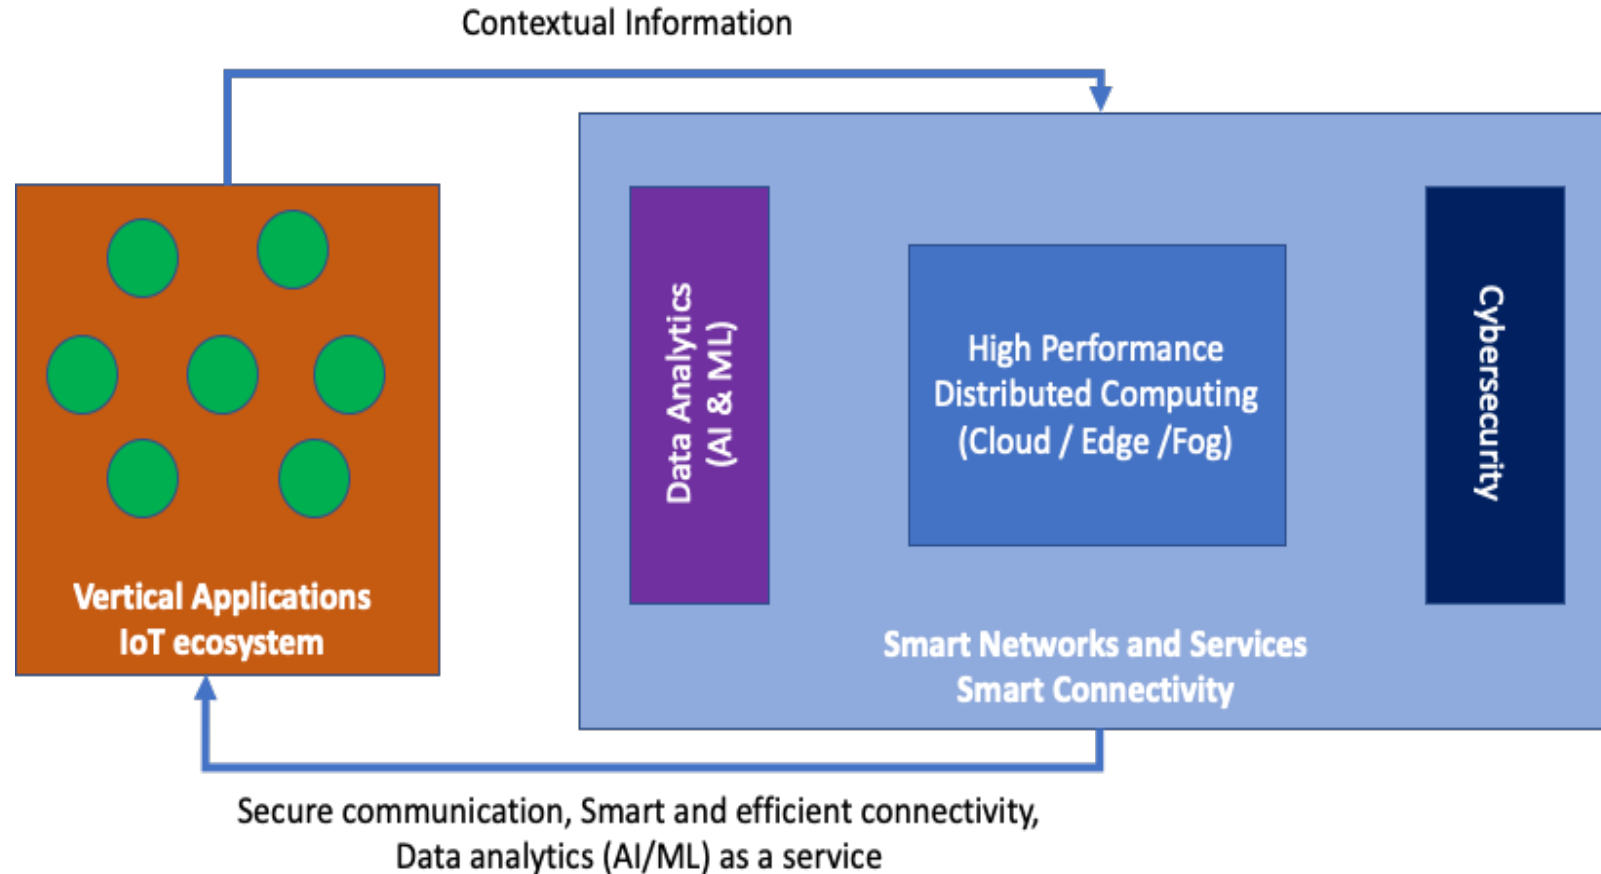 Contextual Information
Vertical Applications
IoT ecosystem
Data Analytics
(AI & ML)
High Performance
Distributed Computing
(Cloud / Edge /Fog)
Cybersecurity
Smart Networks and Services
Smart Connectivity
Secure communication, Smart and efficient connectivity,
Data analytics (AI/ML) as a service